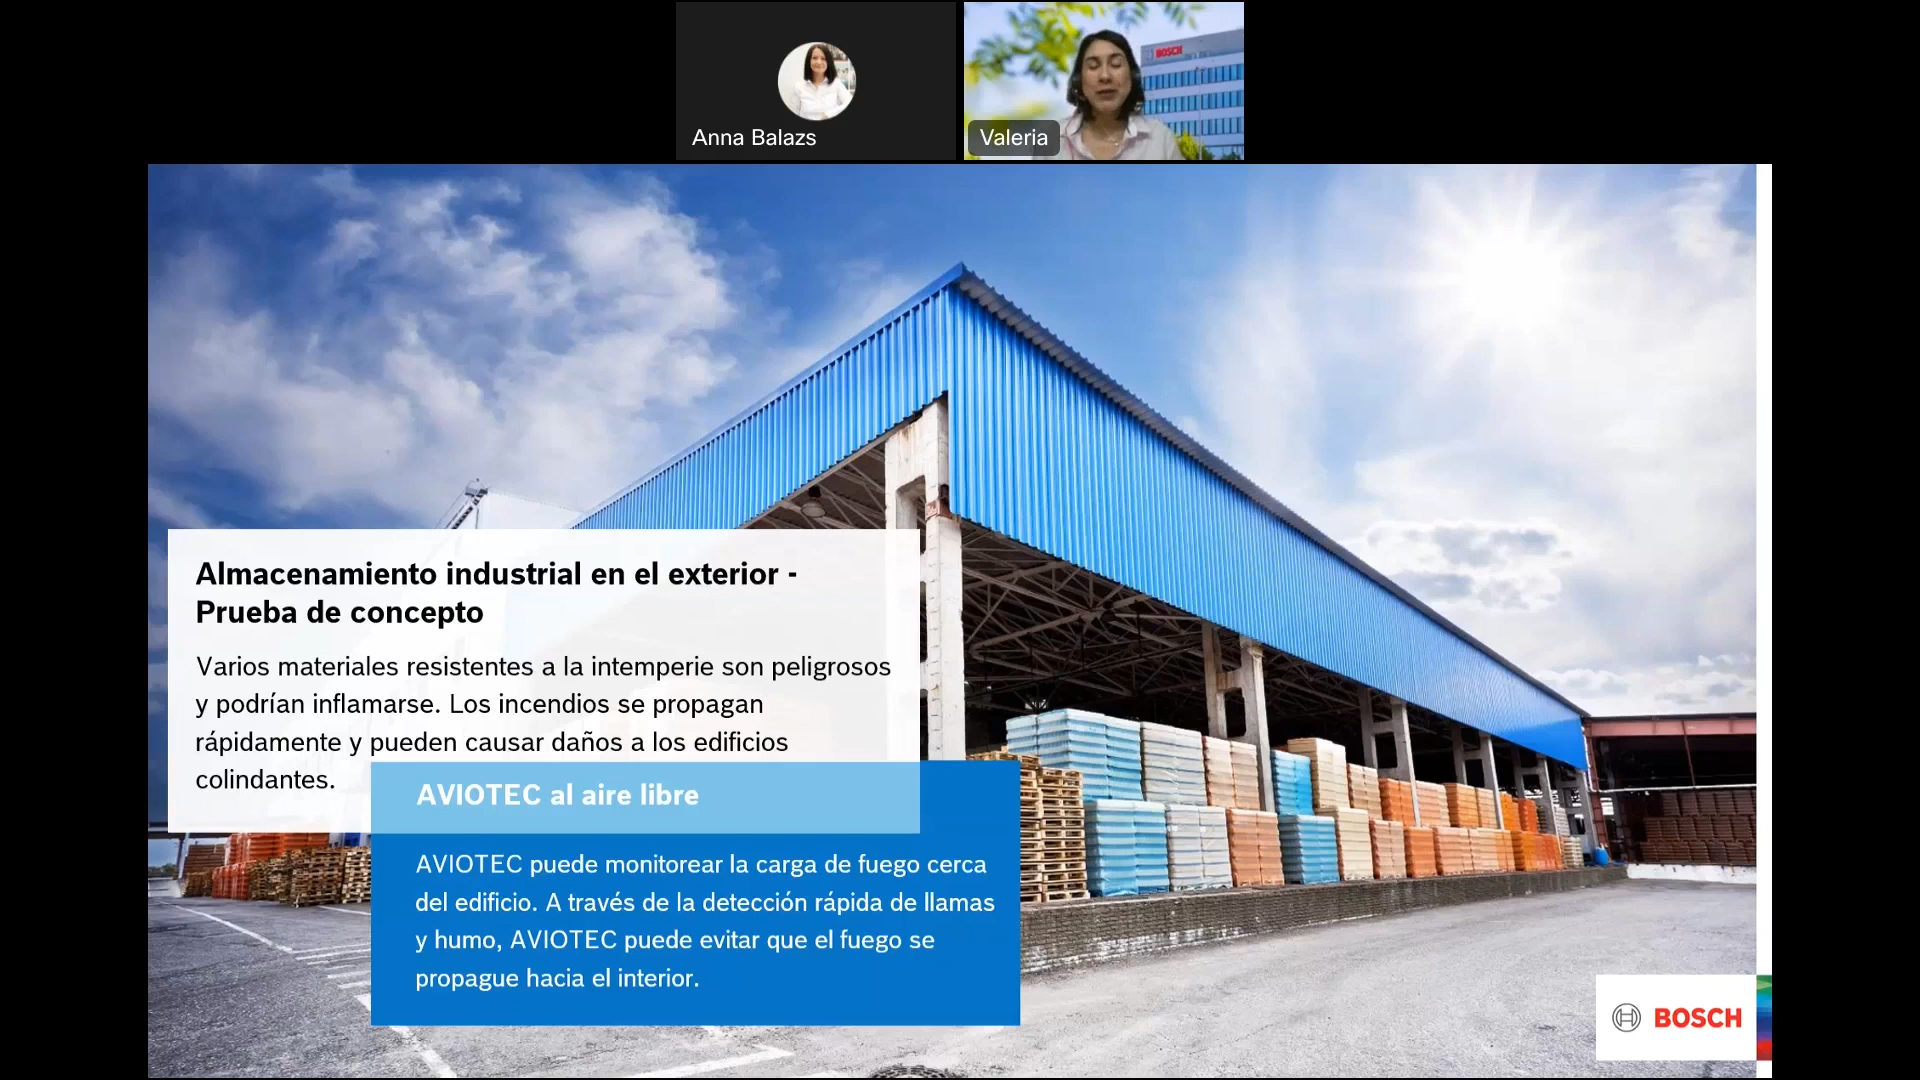 Anna Balazs
BOSCH
Valeria
Almacenamiento industrial en el exterior -
Prueba de concepto
Varios materiales resistentes a la intemperie son peligrosos
y podrían inflamarse. Los incendios se propagan
rápidamente y pueden causar daños a los edificios
colindantes.
AVIOTEC al aire libre
AVIOTEC puede monitorear la carga de fuego cerca
del edificio. A través de la detección rápida de llamas
y humo, AVIOTEC puede evitar que el fuego se
propague hacia el interior.
BOSCH